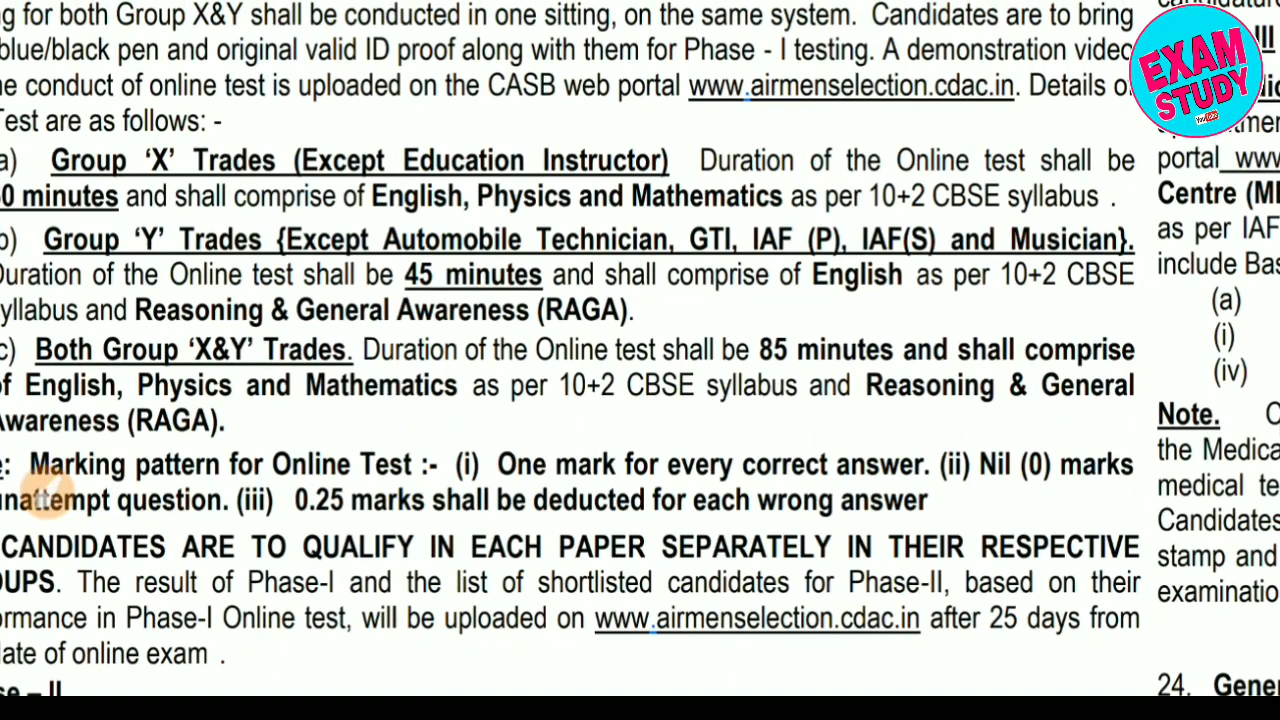 g for both Group X&Y shall be conducted in one sitting, on the same system. Candidates are to bring
blue/black pen and original valid ID proof along with them for Phase - I testing. A demonstration video
e conduct of online test is uploaded on the CASB web portal www.airmenselection.cdac.in. Details o
Test are as follows: -
a) Group ‘X’ Trades (Except Education Instructor) Duration of the Online test shall be
0 minutes and shall comprise of English, Physics and Mathematics as per 10+2 CBSE syllabus .
) Group ‘Y’ Trades {Except Automobile Technician, GTI, IAF (P), IAF(S) and Musician}.
Duration of the Online test shall be 45 minutes and shall comprise of English as per 10+2 CBSE
yllabus and Reasoning & General Awareness (RAGA).
c) Both Group ‘X&Y’ Trades. Duration of the Online test shall be 85 minutes and shall comprise
of English, Physics and Mathematics as per 10+2 CBSE syllabus and Reasoning & General
Awareness (RAGA).
e: Marking pattern for Online Test :- (i) One mark for every correct answer. (ii) Nil (0) marks
unattempt question. (iii) 0.25 marks shall be deducted for each wrong answer
CANDIDATES ARE TO QUALIFY IN EACH PAPER SEPARATELY IN THEIR RESPECTIVE
OUPS. The result of Phase-I and the list of shortlisted candidates for Phase-II, based on their
ormance in Phase-I Online test, will be uploaded on www.airmenselection.cdac.in after 25 days from
date of online exam .
se – II
EXAM
STUDY
YouTube
III
portal www
Centre (M
as per IAF
include Bas
(a)
(i)
(iv)
Note. C
the Medica
medical te
Candidates
stamp and
examinatio
24. Gener